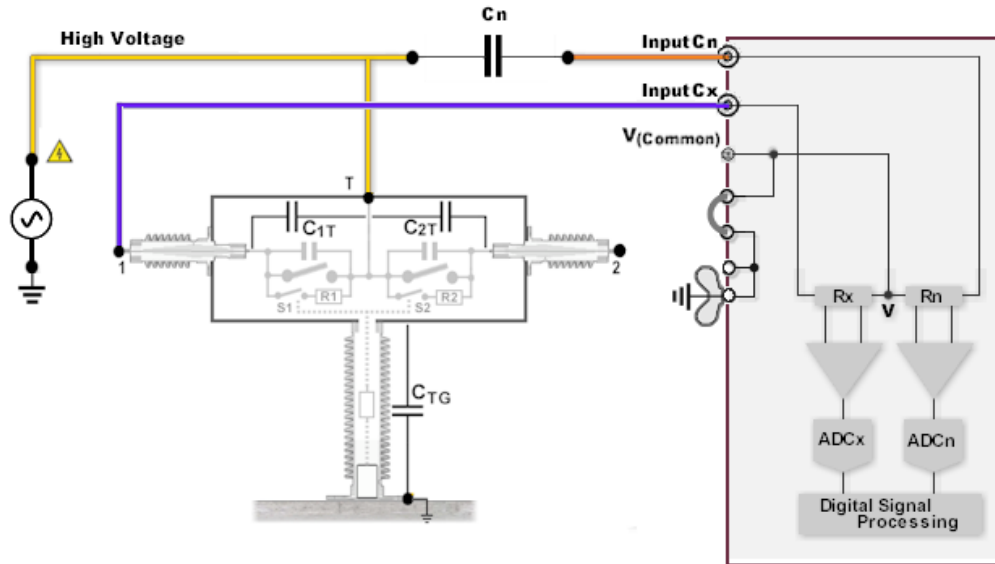 High Voltage
Cn
Input Cn
Input Cx
V(Common)
T
C1T
C2T
1
2
S1
R1
S2
R2
CTG
Rx
V
Rn
ADCx
ADCn
Digital Signal
Processing